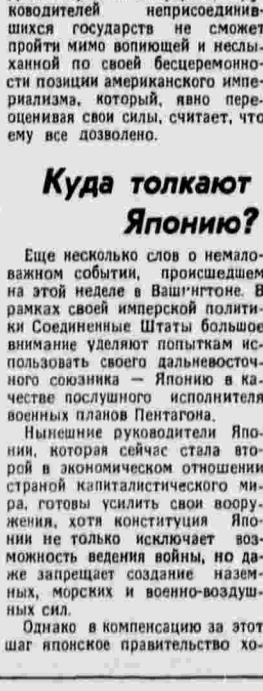 ководителей неприсоединив-
шихся государств не сможет
пройти мимо вопиющей и неслы-
ханной по своей бесцеремонно-
сти позиции американского импе-
риализма, который, явно пере-
оценивая свои силы, считает, что
ему все дозволено.
Куда толкают
Японию?
Еще несколько слов о немало-
важном событии, происшедшем
на этой неделе в Вашингтоне. В
рамках своей имперской полити-
ки Соединенные Штаты большое
внимание уделяют попыткам ис-
пользовать своего дальневосточ-
ного союзника — Японию в ка-
честве послушного исполнителя
военных планов Пентагона.
Нынешние руководители Япо-
нии, которая сейчас стала вто-
рой в экономическом отношении
страной капиталистического ми-
ра, готовы усилить свои воору-
жения, хотя конституция Япо-
нии не только исключает воз-
можность ведения войны, но да-
же запрещает создание назем-
ных, морских и военно-воздуш-
ных сил.
Однако в компенсацию за этот
шаг японское правительство хо-